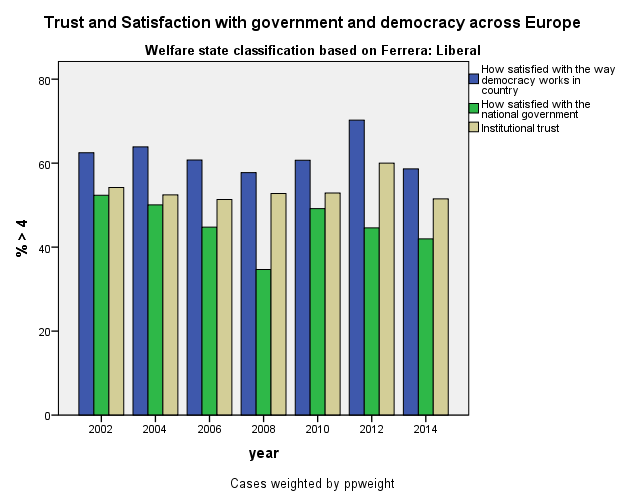 Trust and Satisfaction with government and democracy across Europe
Welfare state classification based on Ferrera: Liberal
How satisfied with the way
democracy works in
country
How satisfied with the
national government
Institutional trust
% > 4
80
60
40
20
0
2002 2004 2006 2008 2010 2012 2014
year
Cases weighted by ppweight